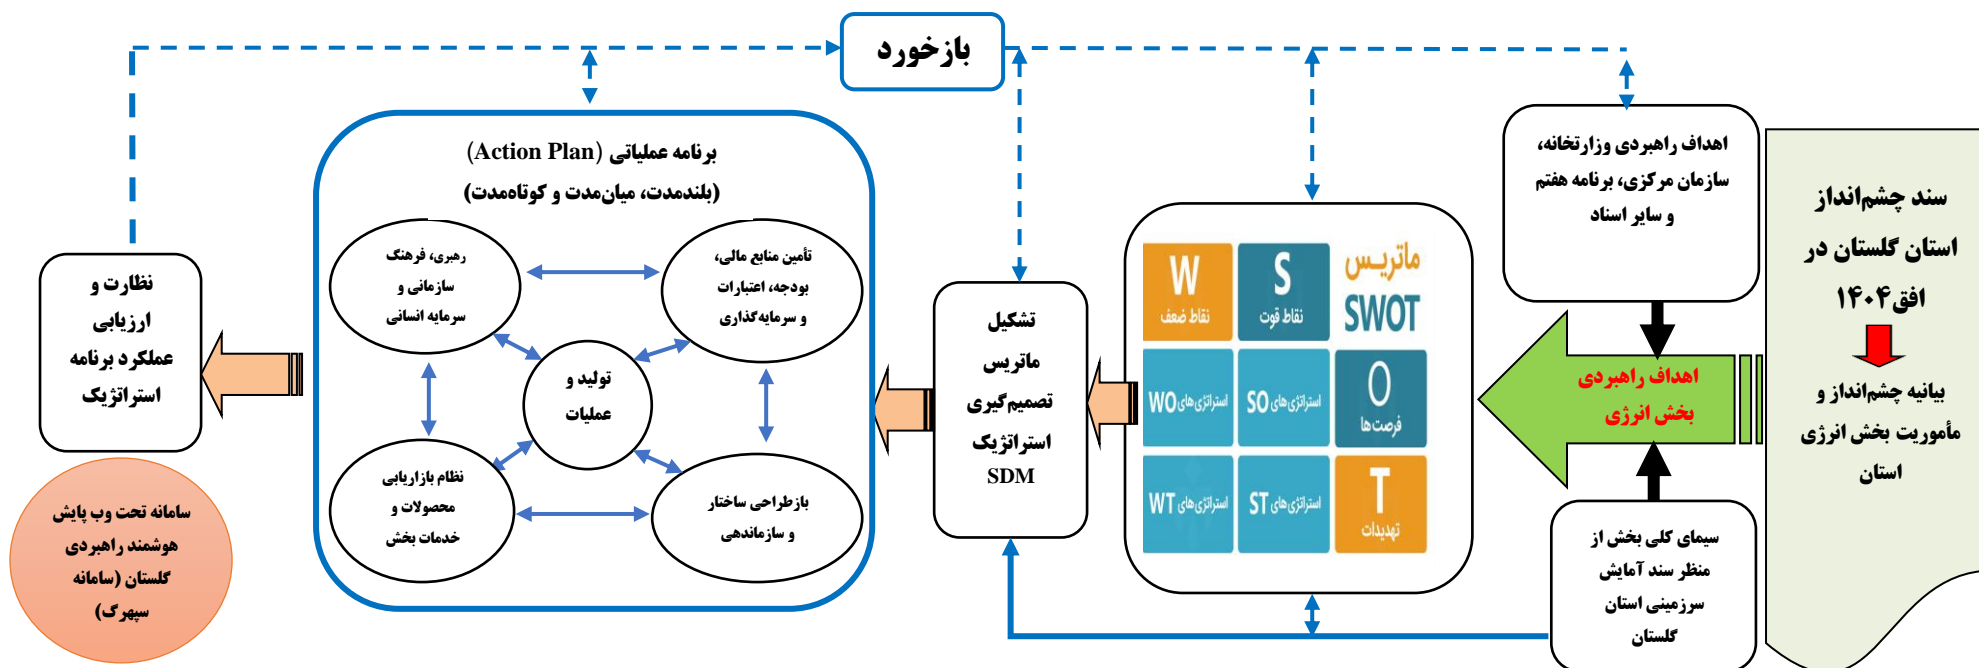 بازخورد
سند چشم‌انداز
استان گلستان در
افق ۱۴۰۴
بیانیه چشم‌انداز و
مأموریت بخش انرژی
استان
اهداف راهبردی وزارتخانه،
سازمان مرکزی، برنامه هفتم
و سایر اسناد
اهداف راهبردی
بخش انرژی
سیمای کلی بخش از
منظر سند آمایش
سرزمینی استان
گلستان
ماتریس
SWOT
S
نقاط قوت
W
نقاط ضعف
O
فرصت‌ها
استراتژی‌های SO
استراتژی‌های WO
T
تهدیدات
استراتژی‌های ST
استراتژی‌های WT
تشکیل
ماتریس
تصمیم‌گیری
استراتژیک
SDM
برنامه عملیاتی (Action Plan)
(بلندمدت، میان‌مدت و کوتاه‌مدت)
تأمین منابع مالی،
بودجه، اعتبارات
و سرمایه‌گذاری
رهبری، فرهنگ
سازمانی و
سرمایه انسانی
تولید و
عملیات
بازطراحی ساختار
و سازماندهی
نظام بازاریابی
محصولات و
خدمات بخش
نظارت و
ارزیابی
عملکرد برنامه
استراتژیک
سامانه تحت وب پایش
هوشمند راهبردی
گلستان (سامانه
سپهرگ)